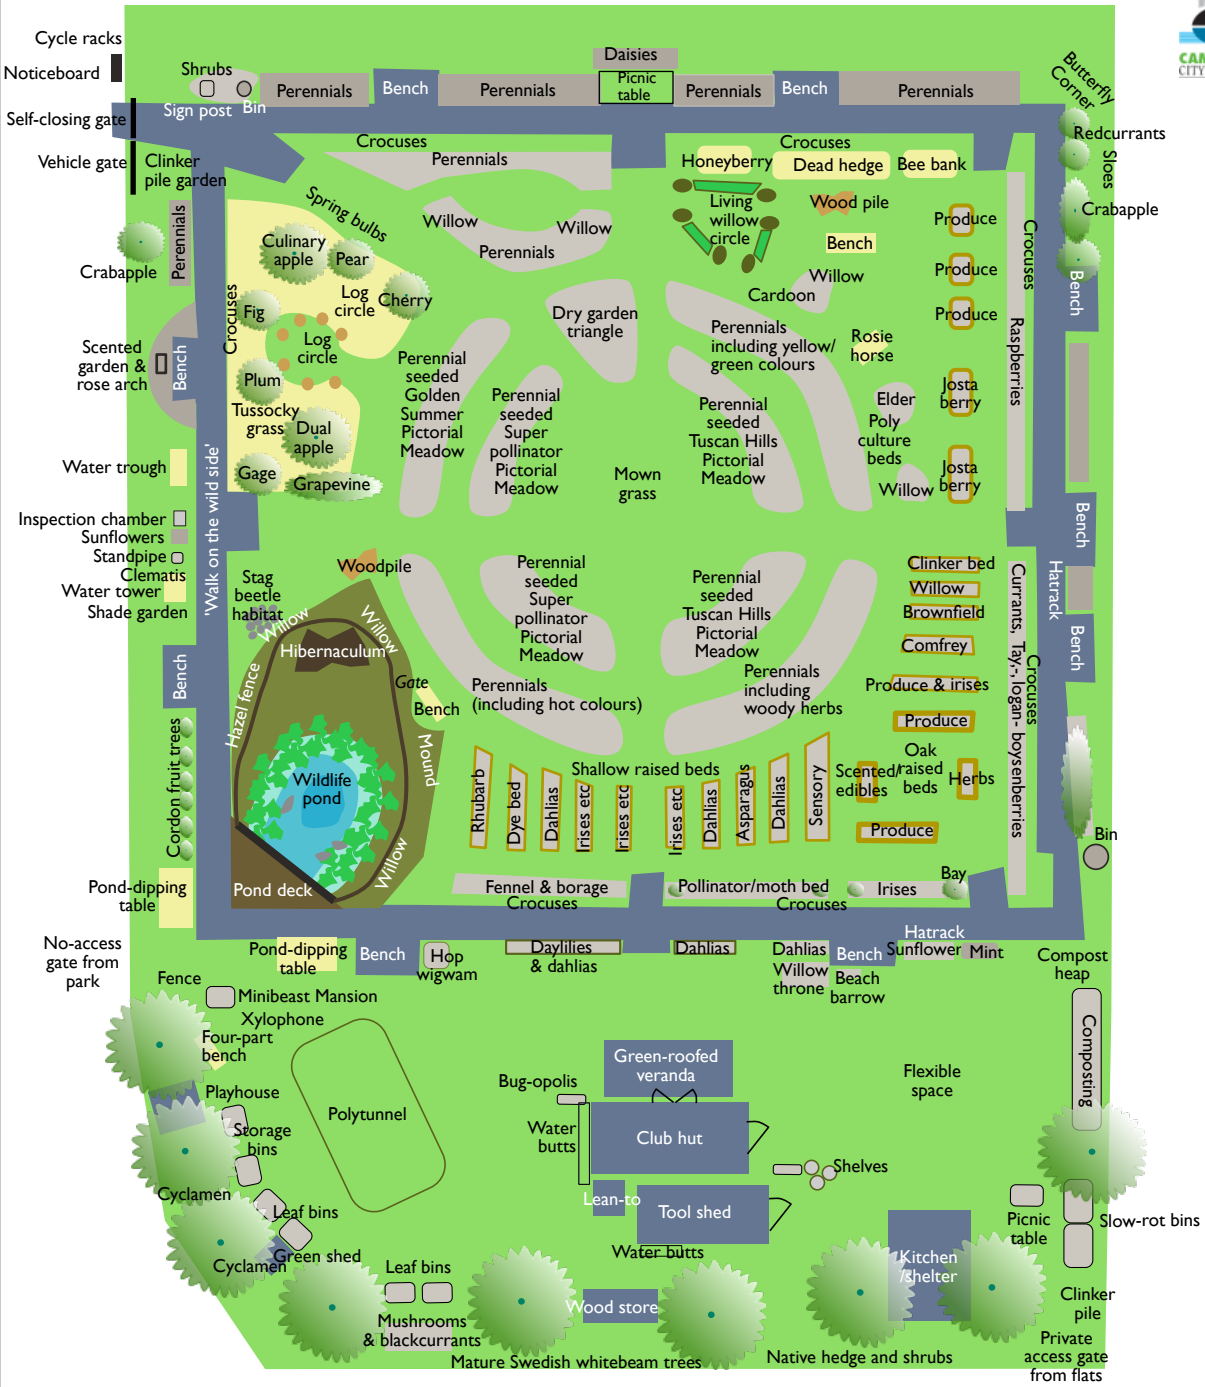 Cycle racks
Noticeboard
Shrubs
Sign post
Bin
Perennials
Bench
Perennials
Daisies
Picnic
table
Perennials
Bench
Perennials
Butterfly
Corner
CITY
Self-closing gate
Vehicle gate
Clinker
pile garden
Crocuses
Perennials
Crocuses
Honeyberry
Dead hedge
Bee bank
Redcurrants
Sloes
Crabapple
Perennials
Crabapple
Spring bulbs
Culinary
apple
Pear
Log
circle
Cherry
Fig
Crocuses
Log
circle
Plum
Tussocky
grass
Dual
apple
Gage
Grapevine
Willow
Willow
Perennials
Living
willow
circle
Wood pile
Bench
Willow
Cardoon
Produce
Produce
Produce
Crocuses
Raspberries
Bench
Scented
garden &
rose arch
Bench
Dry garden
triangle
Perennials
including yellow/
green colours
Rosie
horse
Perennial
seeded
Golden
Summer
Pictorial
Meadow
Perennial
seeded
Super
pollinator
Pictorial
Meadow
Perennial
seeded
Tuscan Hills
Pictorial
Meadow
Mown
grass
Elder
Poly
culture
beds
Willow
Josta
berry
Josta
berry
Water trough
'Walk on the wild side'
Inspection chamber
Sunflowers
Standpipe
Clematis
Water tower
Shade garden
Bench
Hatrack
Bench
Woodpile
Stag
beetle
habitat
Willow
Willow
Hibernaculum
Hazel fence
Gate
Bench
Mound
Wildlife
pond
Willow
Pond deck
Bench
Cordon fruit trees
Pond-dipping
table
Perennial
seeded
Super
pollinator
Pictorial
Meadow
Perennial
seeded
Tuscan Hills
Pictorial
Meadow
Perennials
(including hot colours)
Perennials
including
woody herbs
Clinker bed
Willow
Brownfield
Comfrey
Produce & irises
Produce
Currants, Tay-, logan- boysenberries
Crocuses
Shallow raised beds
Rhubarb
Dye bed
Dahlias
Irises etc
Irises etc
Irises etc
Dahlias
Asparagus
Dahlias
Sensory
Scented/
edibles
Oak
raised
beds
Herbs
Produce
Bin
Fennel & borage
Crocuses
Pollinator/moth bed
Crocuses
Irises
Bay
No-access
gate from
park
Pond-dipping
table
Bench
Hop
wigwam
Daylilies
& dahlias
Dahlias
Dahlias
Willow
throne
Bench
Beach
barrow
Hatrack
Sunflower
Mint
Compost
heap
Composting
Fence
Minibeast Mansion
Xylophone
Four-part
bench
Playhouse
Storage
bins
Cyclamen
Leaf bins
Green shed
Cyclamen
Polytunnel
Bug-opolis
Water
butts
Green-roofed
veranda
Club hut
Lean-to
Tool shed
Water butts
Shelves
Flexible
space
Picnic
table
Slow-rot bins
Kitchen
/shelter
Clinker
pile
Leaf bins
Mushrooms
& blackcurrants
Wood store
Mature Swedish whitebeam trees
Native hedge and shrubs
Private
access gate
from flats